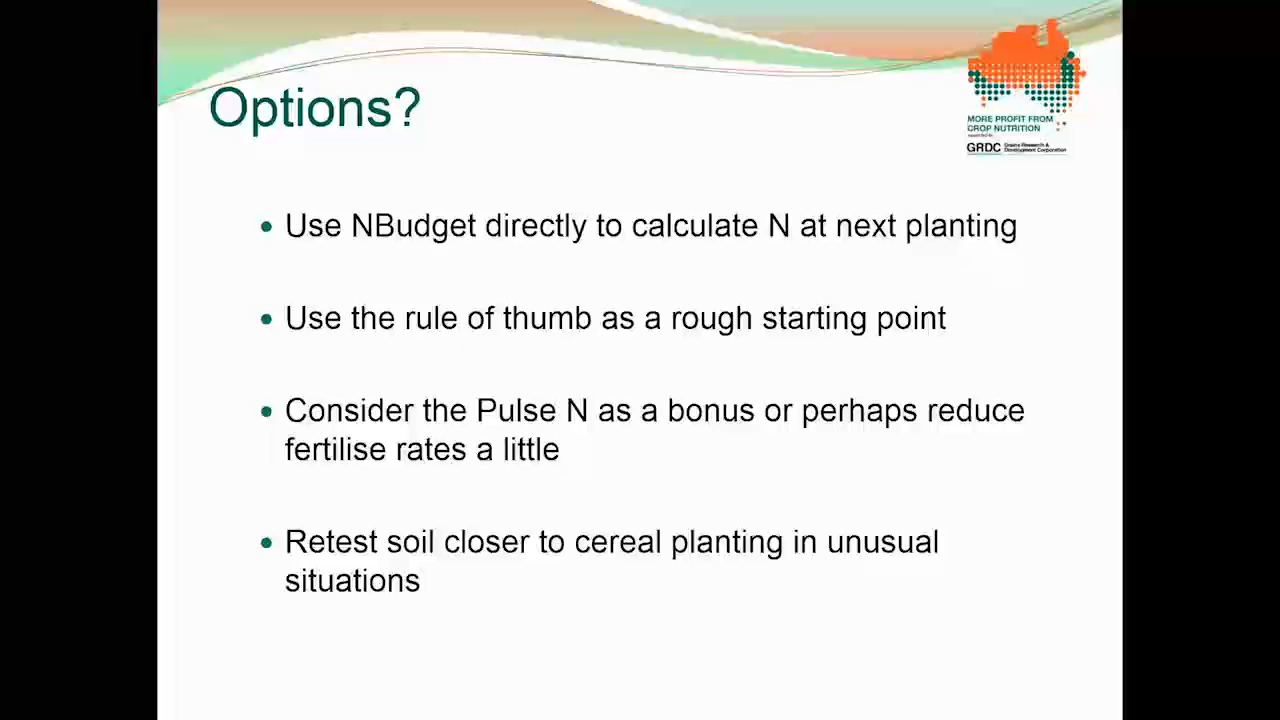 Options?
MORE PROFIT FROM
CROP NUTRITION
GRDC Grains Research &
Development Corporation
Use NBudget directly to calculate N at next planting
Use the rule of thumb as a rough starting point
Consider the Pulse N as a bonus or perhaps reduce
fertilise rates a little
Retest soil closer to cereal planting in unusual
situations